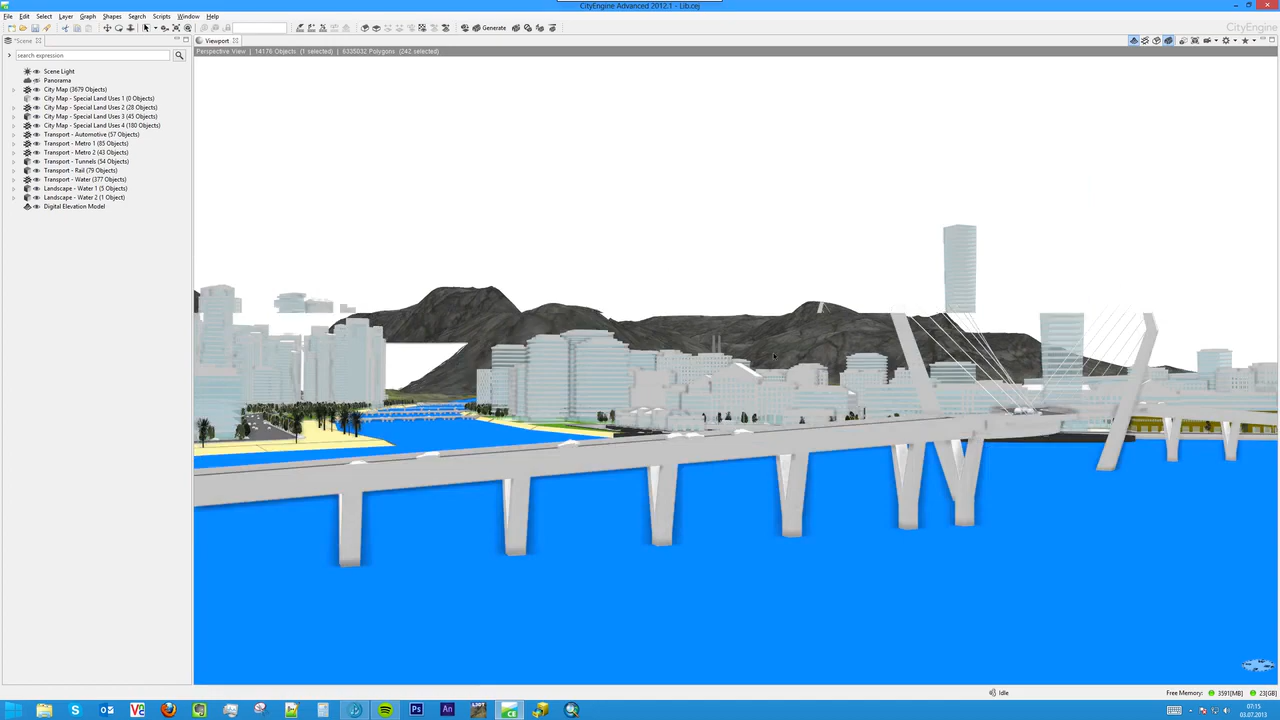 CityEngine Advanced 2012.1 - Lib.cej
File Edit Select Layer Graph Shapes Search Scripts Window Help
Generate
CityEngine
Scene
Viewport
Perspective View | 14176 Objects (1 selected) | 6335032 Polygons (242 selected)
search expression
Scene Light
Panorama
City Map (3679 Objects)
City Map - Special Land Uses 1 (0 Objects)
City Map - Special Land Uses 2 (28 Objects)
City Map - Special Land Uses 3 (45 Objects)
City Map - Special Land Uses 4 (180 Objects)
Transport - Automotive (57 Objects)
Transport - Metro 1 (85 Objects)
Transport - Metro 2 (43 Objects)
Transport - Tunnels (54 Objects)
Transport - Rail (79 Objects)
Transport - Water (377 Objects)
Landscape - Water 1 (5 Objects)
Landscape - Water 2 (1 Object)
Digital Elevation Model
Idle
Free Memory: 3591[MB] 23[GB]
Ps
An
07:15
03.07.2013